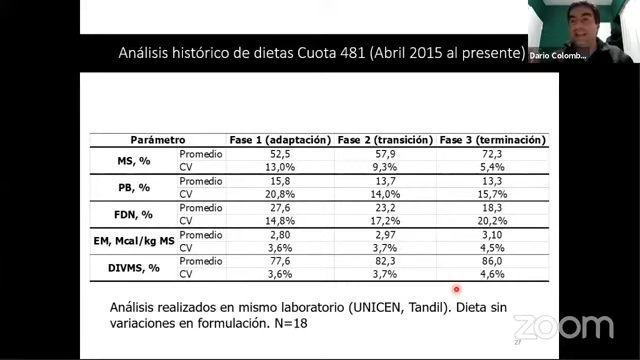 Análisis histórico de dietas Cuota 481 (Abril 2015 al presente)
Dario Colomb...
Parámetro Fase 1 (adaptación) Fase 2 (transición) Fase 3 (terminación)
MS, % Promedio 52,5 57,9 72,3
CV 13,0% 9,3% 5,4%
PB, % Promedio 15,8 13,7 13,3
CV 20,8% 14,0% 15,7%
FDN, % Promedio 27,6 23,2 18,3
CV 14,8% 17,2% 20,2%
EM, Mcal/kg MS Promedio 2,80 2,97 3,10
CV 3,6% 3,7% 4,5%
DIVMS, % Promedio 77,6 82,3 86,0
CV 3,6% 3,7% 4,6%
Análisis realizados en mismo laboratorio (UNICEN, Tandil). Dieta sin
variaciones en formulación. N=18
zoom
27